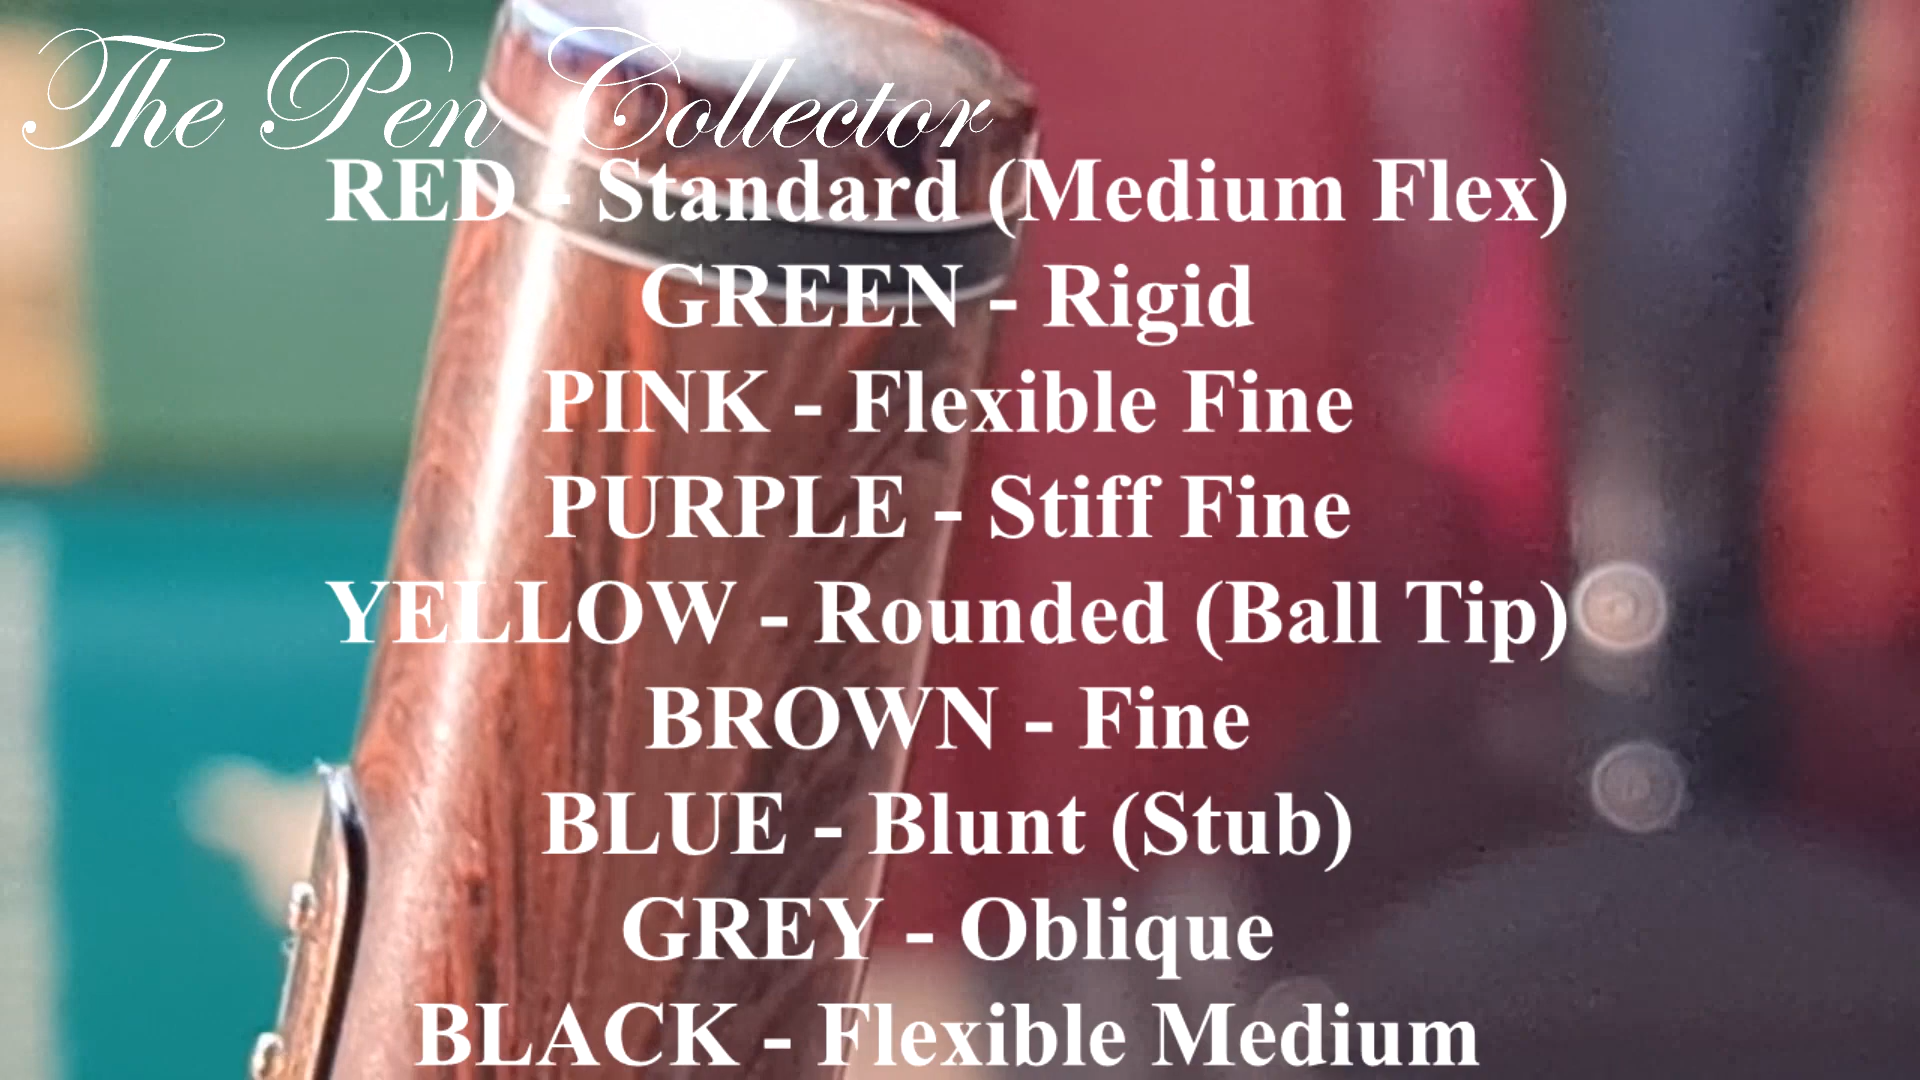 The Pen Collector
RED - Standard (Medium Flex)
GREEN - Rigid
PINK - Flexible Fine
PURPLE - Stiff Fine
YELLOW - Rounded (Ball Tip)
BROWN - Fine
BLUE - Blunt (Stub)
GREY - Oblique
BLACK - Flexible Medium